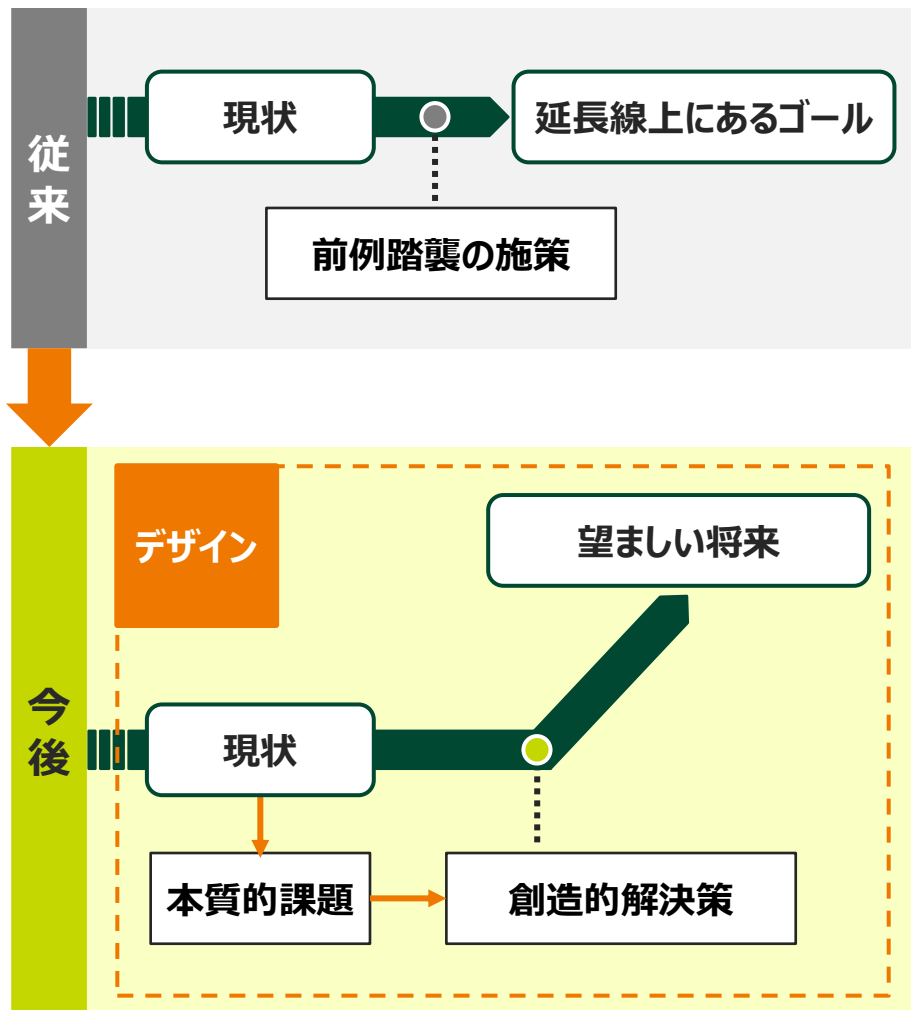 従来
現状
延長線上にあるゴール
前例踏襲の施策
今後
デザイン
望ましい将来
現状
本質的課題
創造的解決策